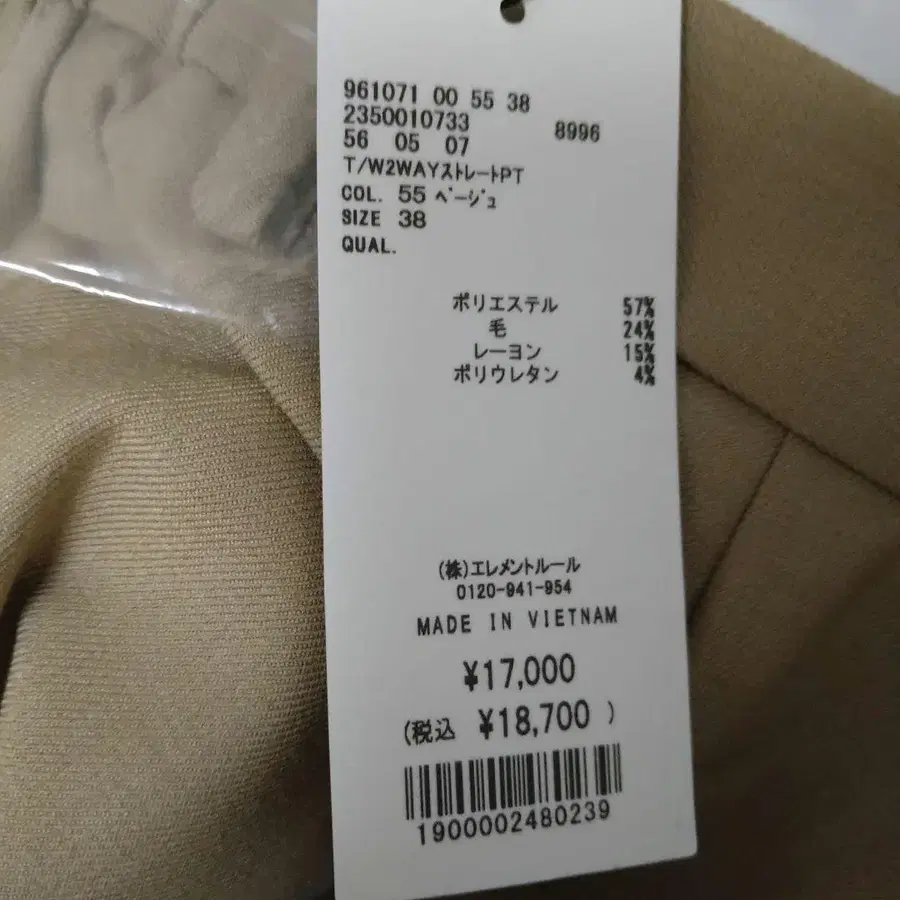 961071 00 55 38
2350010733 8996
56 05 07
T/W2WAYストレートPT
COL. 55 ベージュ
SIZE 38
QUAL.
ポリエステル 57%
毛 24%
レーヨン 15%
ポリウレタン 4%
(株)エレメントルール
0120-941-954
MADE IN VIETNAM
¥17,000
(税込 ¥18,700 )
1900002480239